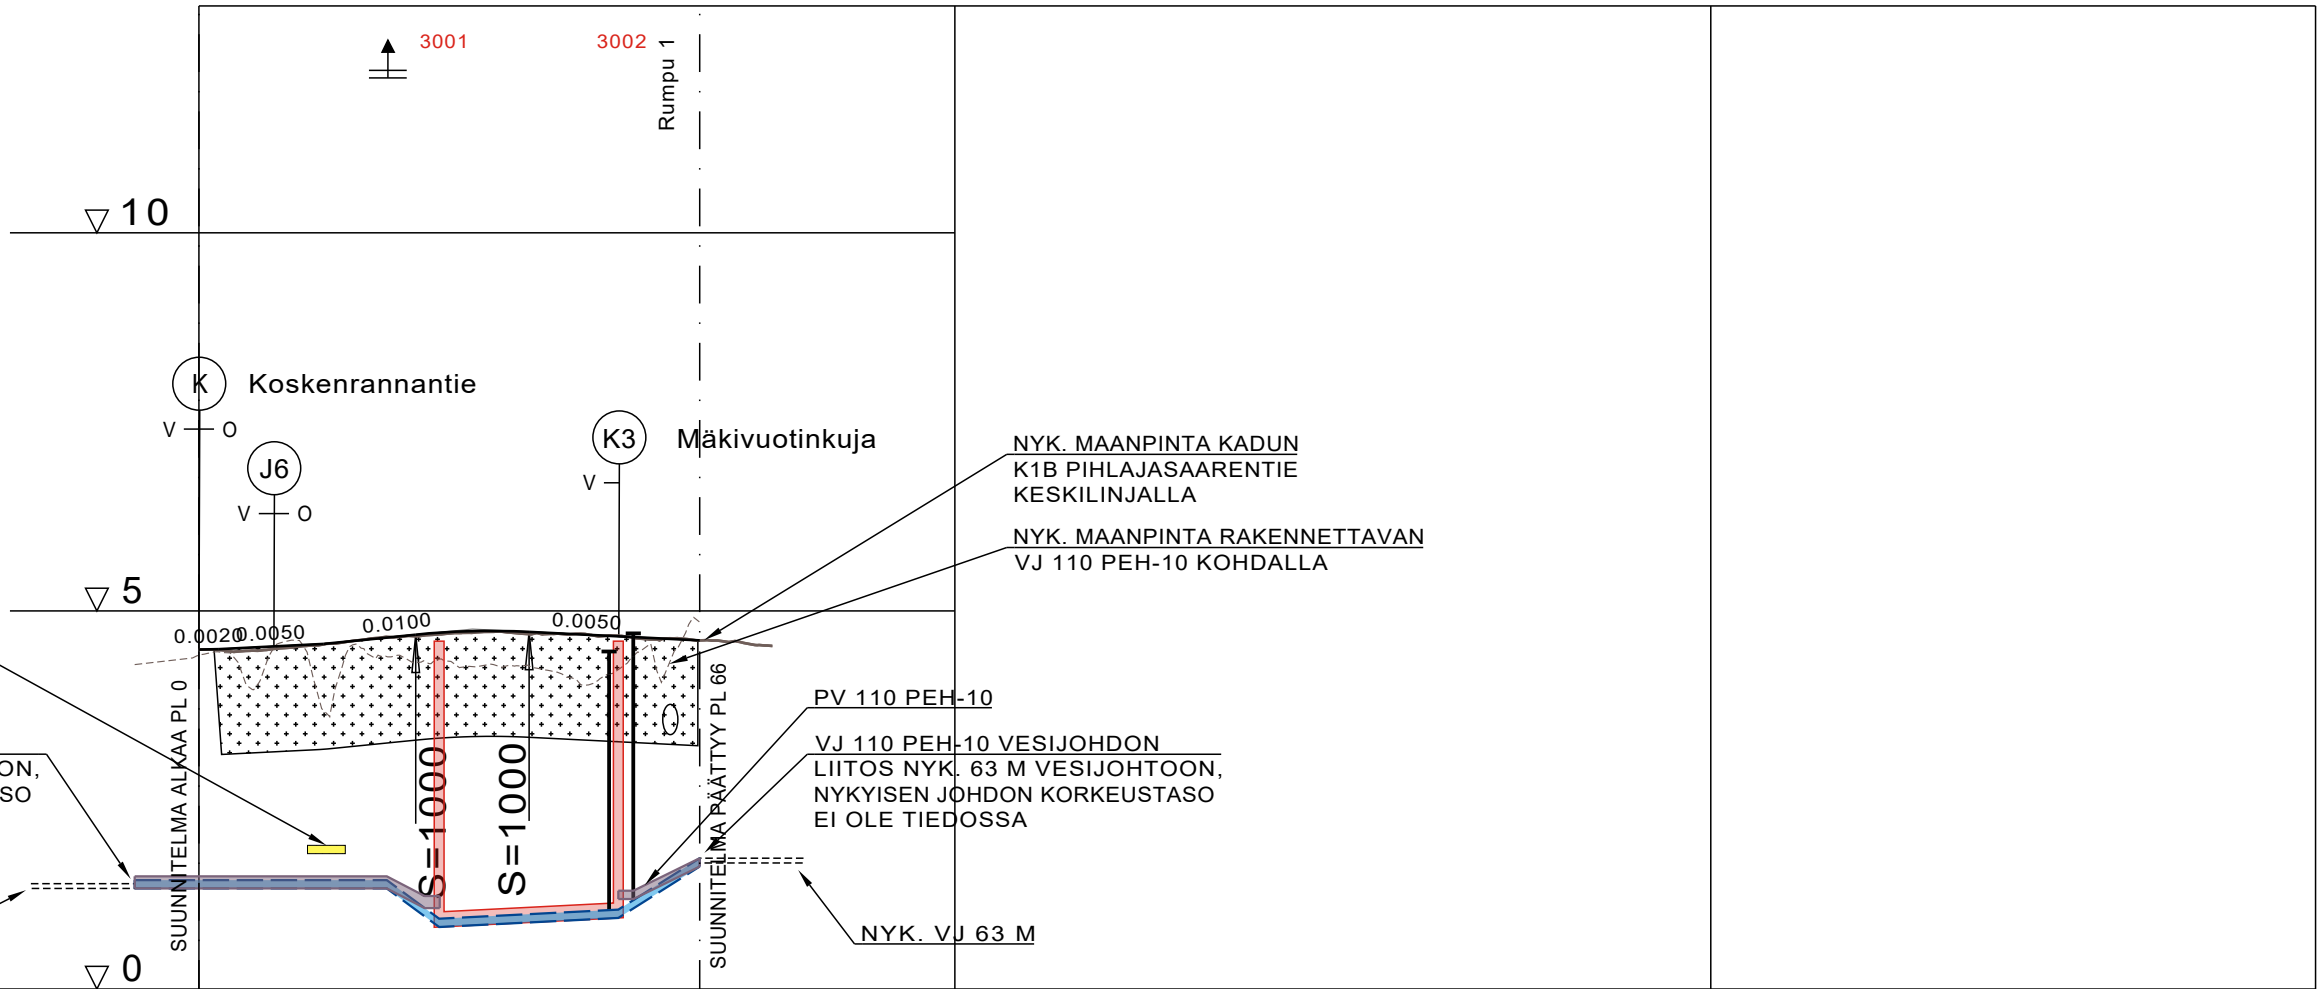 3001
3002
Rumpu 1
10
K
Koskenrannantie
V O
K3
Mäkivuotinkuja
V
J6
V O
NYK. MAANPINTA KADUN
K1B PIHLAJASAARENTIE
KESKILINJALLA
NYK. MAANPINTA RAKENNETTAVAN
VJ 110 PEH-10 KOHDALLA
5
0.0020
0.0050
0.0100
0.0050
SUUNNITELMA ALKAA PL 0
SUUNNITELMA PÄÄTTYY PL 66
S=1000
S=1000
PV 110 PEH-10
VJ 110 PEH-10 VESIJOHDON
LIITOS NYK. 63 M VESIJOHTOON,
NYKYISEN JOHDON KORKEUSTASO
EI OLE TIEDOSSA
ON,
SO
NYK. VJ 63 M
0